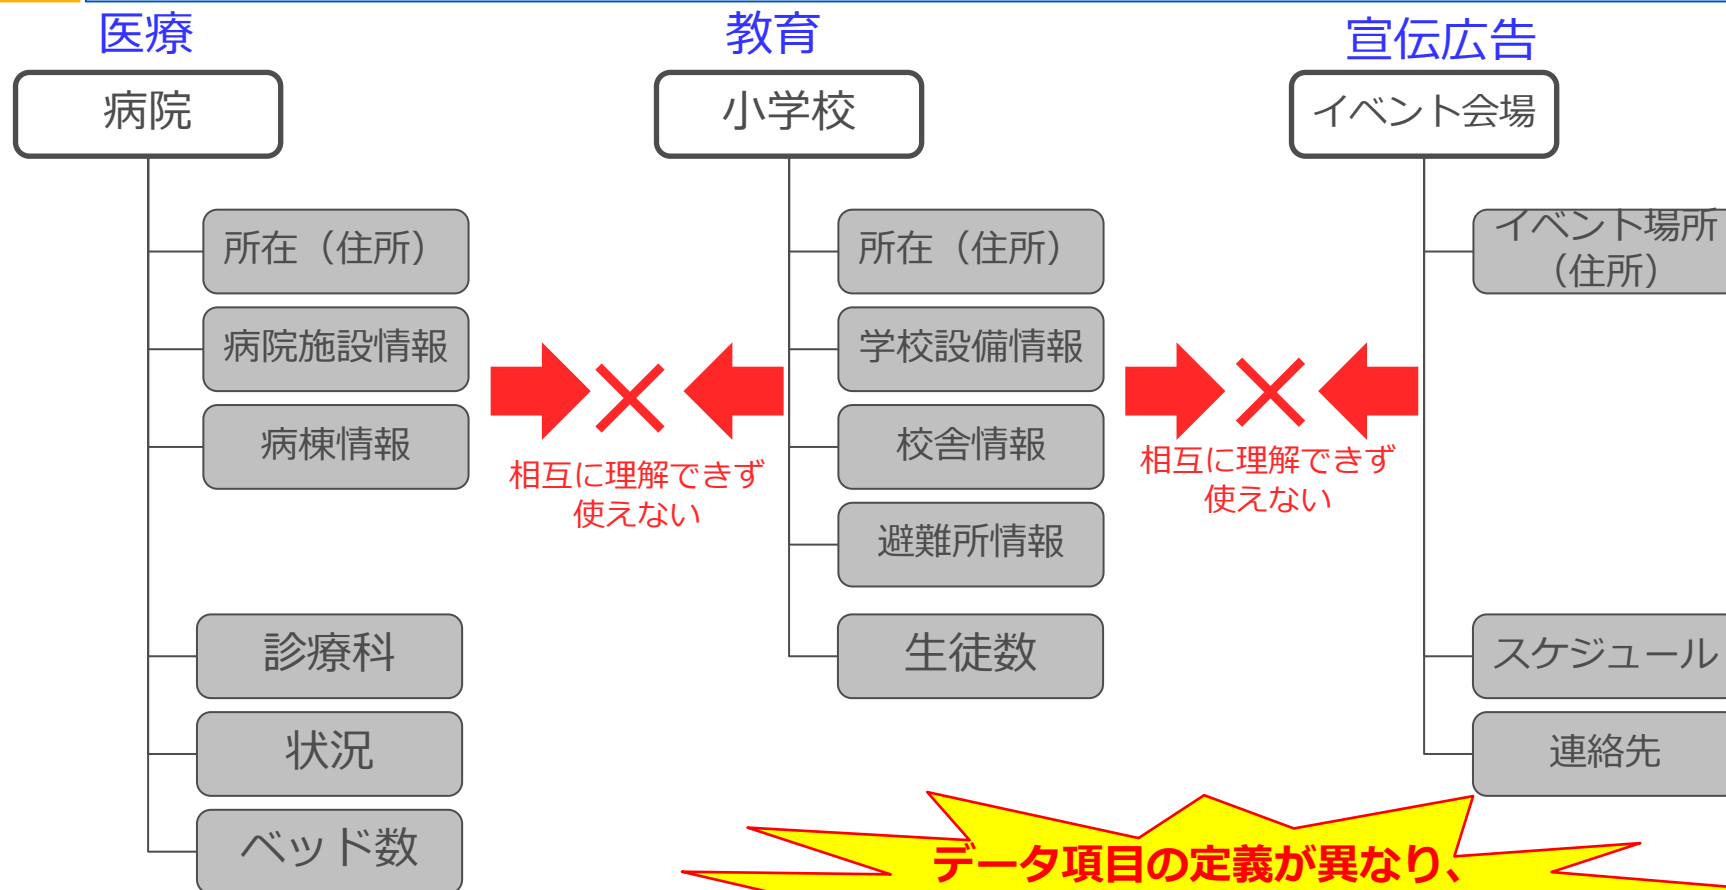 医療
病院
所在（住所）
病院施設情報
病棟情報
診療科
状況
ベッド数
相互に理解できず
使えない
教育
小学校
所在（住所）
学校設備情報
校舎情報
避難所情報
生徒数
相互に理解できず
使えない
宣伝広告
イベント会場
イベント場所
（住所）
スケジュール
連絡先
データ項目の定義が異なり、